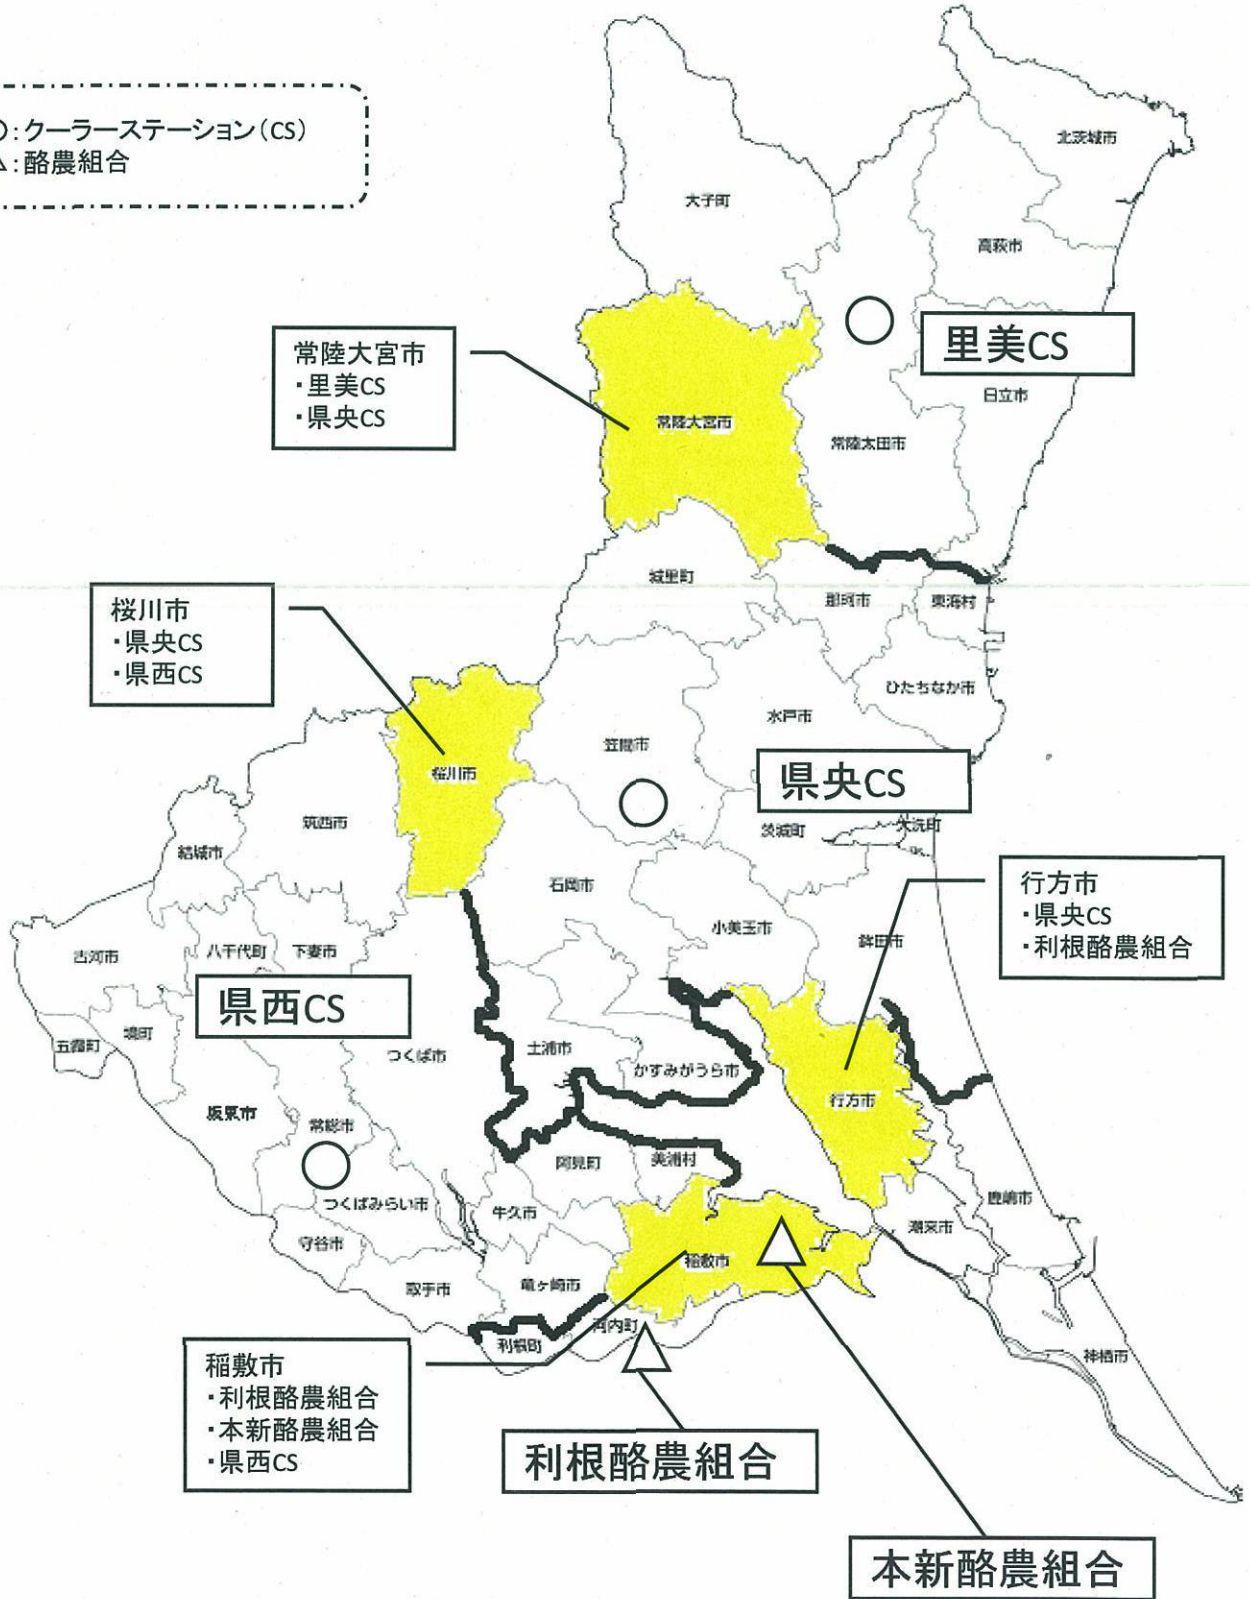 ○:クーラーステーション(CS)
△:酪農組合
北茨城市
大子町
高萩市
里美CS
常陸大宮市
・里美CS
・県央CS
日立市
常陸大宮市
常陸太田市
城里町
那珂市
東海村
桜川市
・県央CS
・県西CS
ひたちなか市
水戸市
笠間市
桜川市
県央CS
筑西市
茨城町
大洗町
結城市
石岡市
行方市
・県央CS
・利根酪農組合
小美玉市
鉾田市
古河市
八千代町
下妻市
県西CS
境町
五霞町
つくば市
土浦市
かすみがうら市
行方市
坂東市
常総市
阿見町
美浦村
つくばみらい市
牛久市
鹿嶋市
潮来市
守谷市
稲敷市
取手市
竜ヶ崎市
河内町
利根町
神栖市
稲敷市
・利根酪農組合
・本新酪農組合
・県西CS
利根酪農組合
本新酪農組合